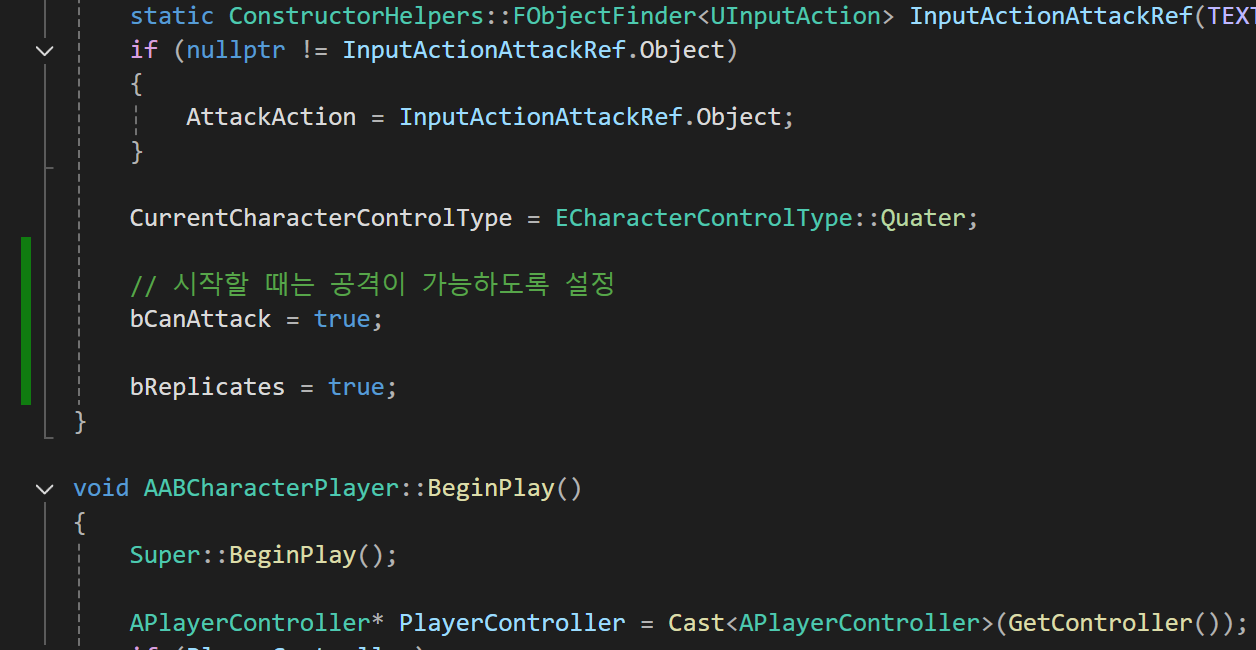 static ConstructorHelpers::FObjectFinder<UInputAction> InputActionAttackRef(TEXT
if (nullptr != InputActionAttackRef.Object)
{
AttackAction = InputActionAttackRef.Object;
}
CurrentCharacterControlType = ECharacterControlType::Quater;
// 시작할 때는 공격이 가능하도록 설정
bCanAttack = true;
bReplicates = true;
}
void AABCharacterPlayer::BeginPlay()
{
Super::BeginPlay();
APlayerController* PlayerController = Cast<APlayerController>(GetController());